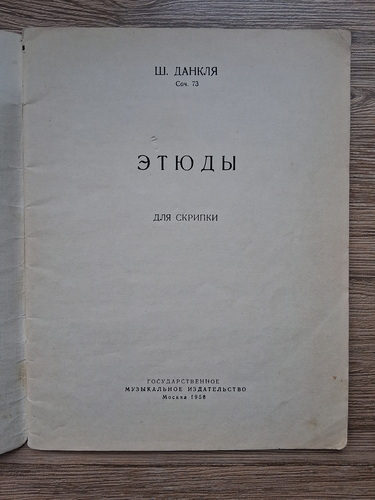 Ш. ДАНКЛЯ
Соч. 73
ЭТЮДЫ
ДЛЯ СКРИПКИ
ГОСУДАРСТВЕННОЕ
МУЗЫКАЛЬНОЕ ИЗДАТЕЛЬСТВО
Москва 1958